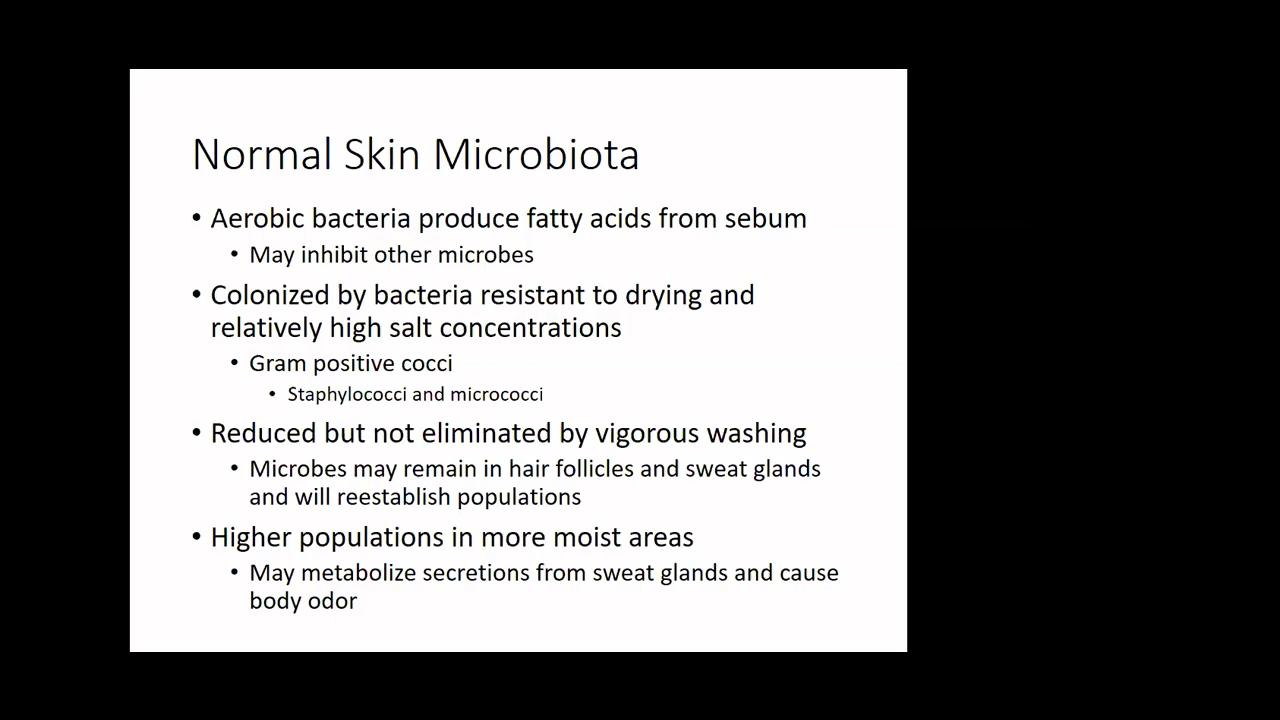 Normal Skin Microbiota
• Aerobic bacteria produce fatty acids from sebum
• May inhibit other microbes
• Colonized by bacteria resistant to drying and
relatively high salt concentrations
• Gram positive cocci
• Staphylococci and micrococci
• Reduced but not eliminated by vigorous washing
• Microbes may remain in hair follicles and sweat glands
and will reestablish populations
• Higher populations in more moist areas
• May metabolize secretions from sweat glands and cause
body odor